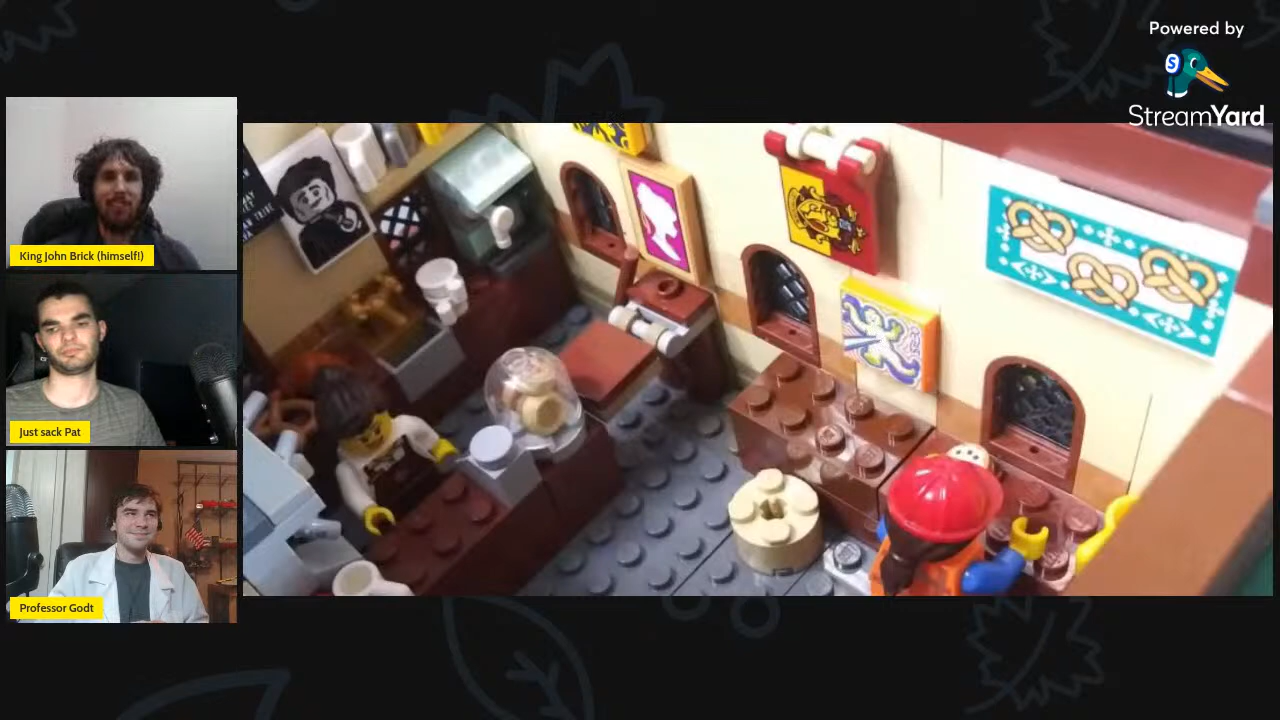 Powered by
S
StreamYard
King John Brick (himself!)
Just sack Pat
Professor Godt